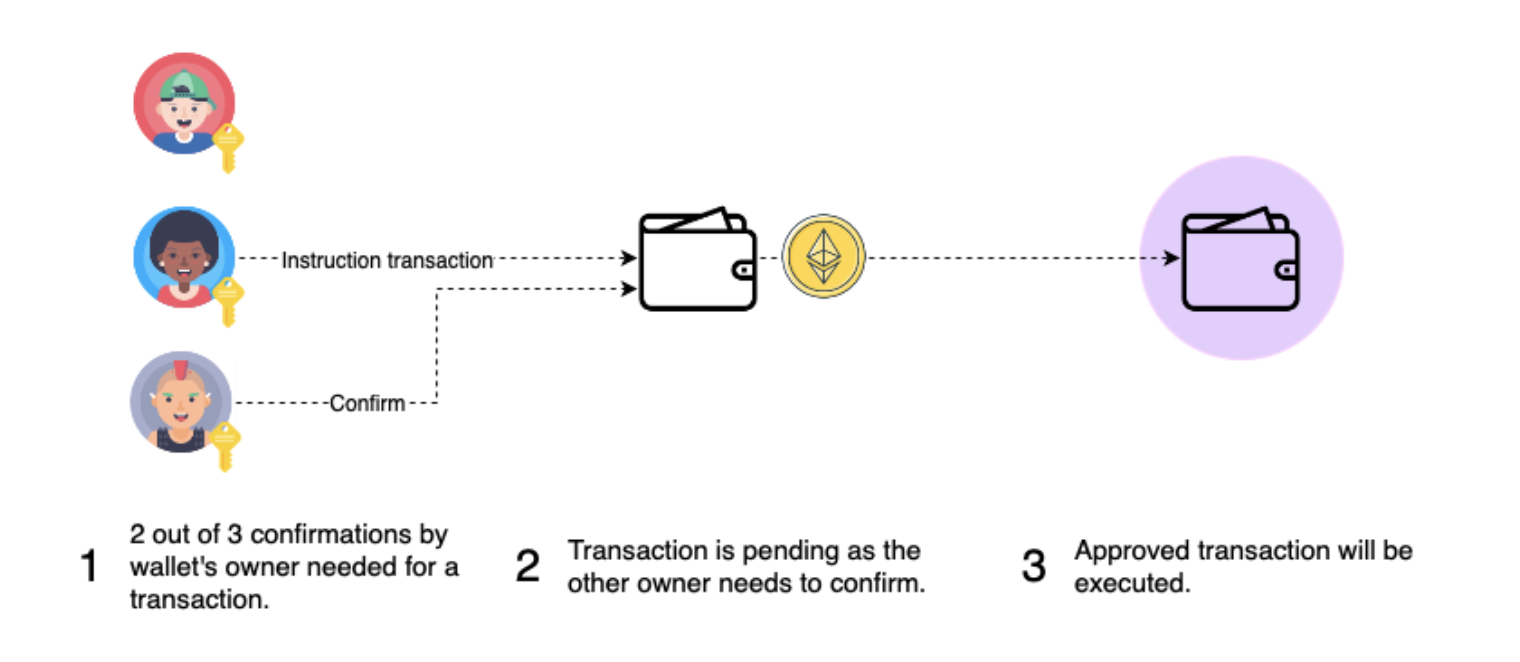 Instruction transaction
Confirm
1
2 out of 3 confirmations by
wallet's owner needed for a
transaction.
2
Transaction is pending as the
other owner needs to confirm.
3
Approved transaction will be
executed.